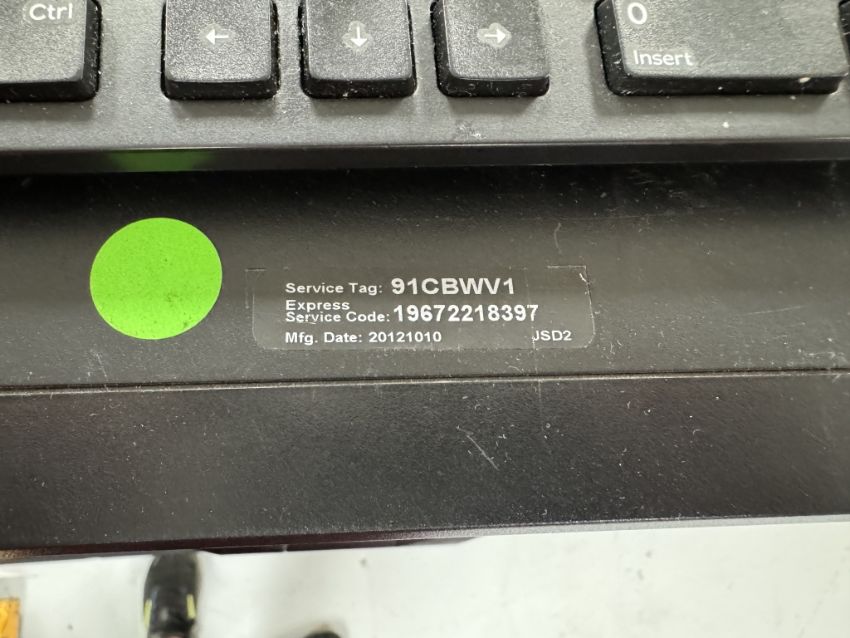 Ctrl
← ↓ →
0
Insert
Service Tag: 91CBWV1
Express
Service Code: 19672218397
Mfg. Date: 20121010 JSD2